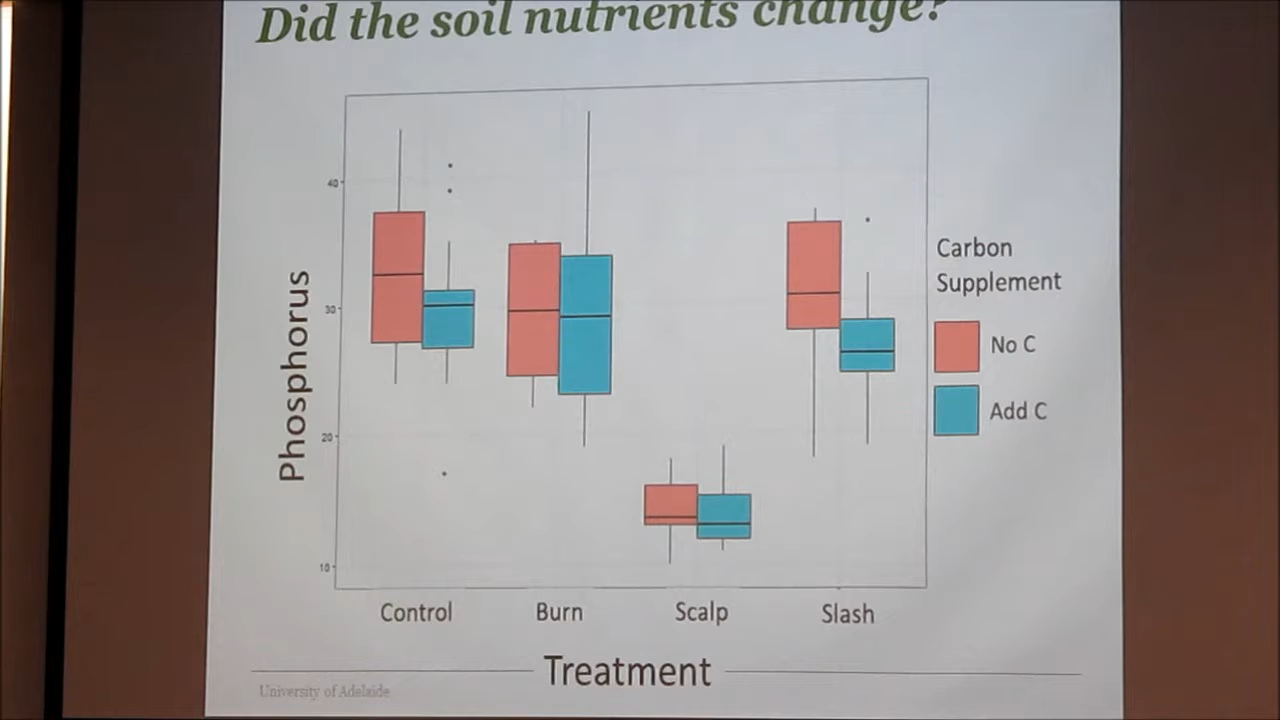 Did the soil nutrients change?
40
30
20
10
Phosphorus
Control Burn Scalp Slash
Treatment
Carbon
Supplement
No C
Add C
University of Adelaide